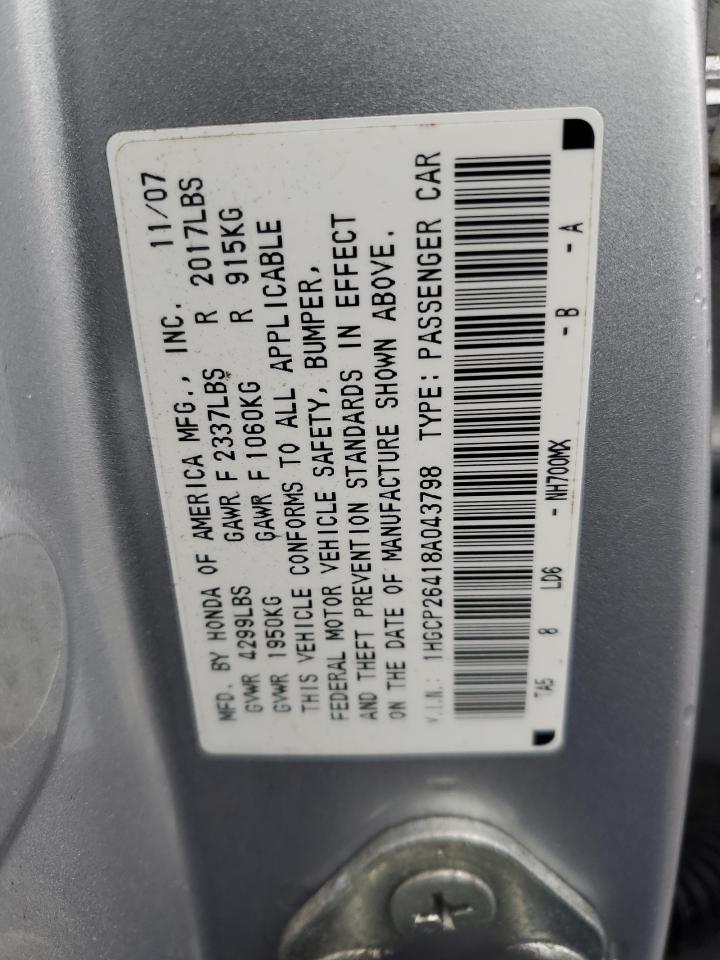 MFD. BY HONDA OF AMERICA MFG., INC. 11/07
GVWR 4299LBS GAWR F 2337LBS R 2017LBS
GVWR 1950KG GAWR F 1060KG R 915KG
THIS VEHICLE CONFORMS TO ALL APPLICABLE
FEDERAL MOTOR VEHICLE SAFETY, BUMPER,
AND THEFT PREVENTION STANDARDS IN EFFECT
ON THE DATE OF MANUFACTURE SHOWN ABOVE.
V.I.N.: 1HGCP26418A043798 TYPE: PASSENGER CAR
TA5 8 LD6 - NH700MX - B - A